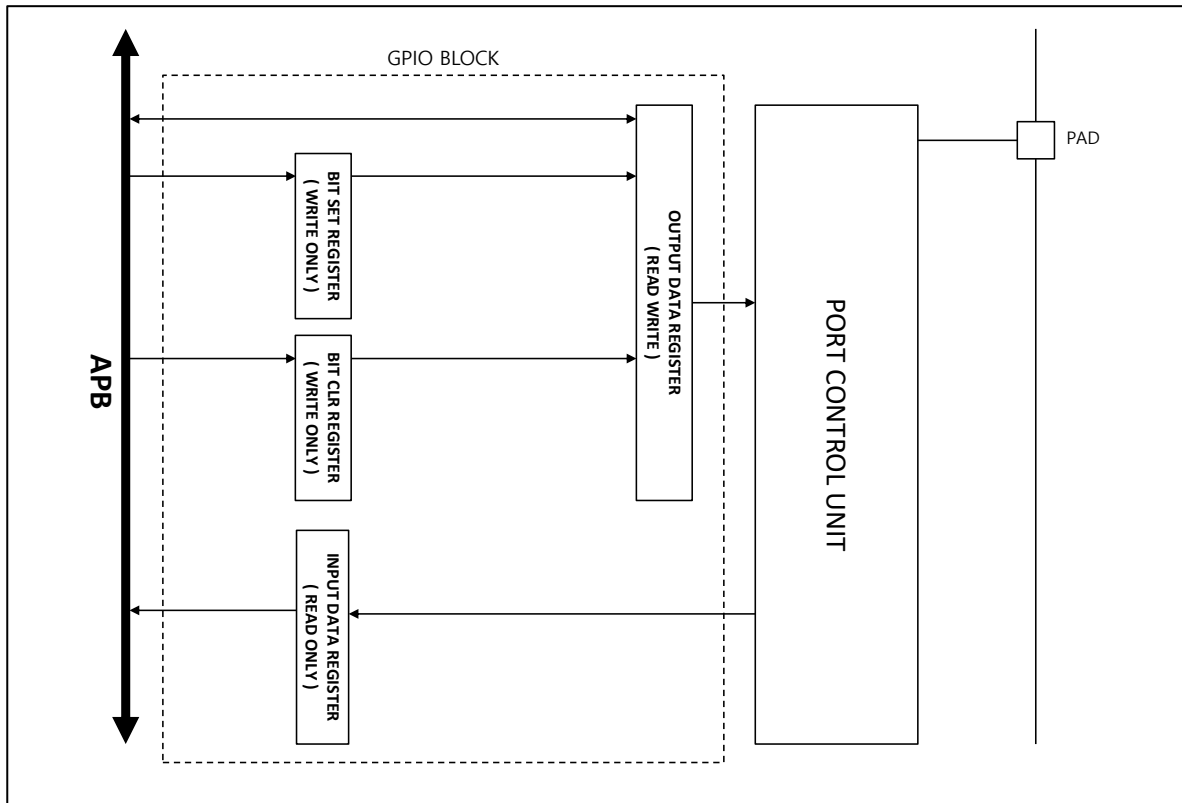 GPIO BLOCK
PAD
BIT SET REGISTER
( WRITE ONLY )
OUTPUT DATA REGISTER
( READ WRITE )
PORT CONTROL UNIT
APB
BIT CLR REGISTER
( WRITE ONLY )
INPUT DATA REGISTER
( READ ONLY )